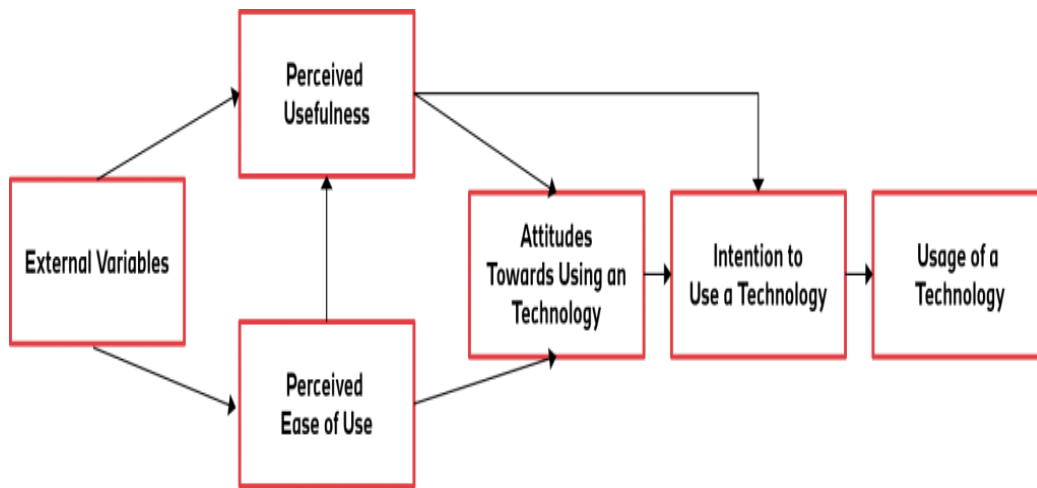 Perceived
Usefulness
External Variables
Attitudes
Towards Using an
Technology
Intention to
Use a Technology
Usage of a
Technology
Perceived
Ease of Use